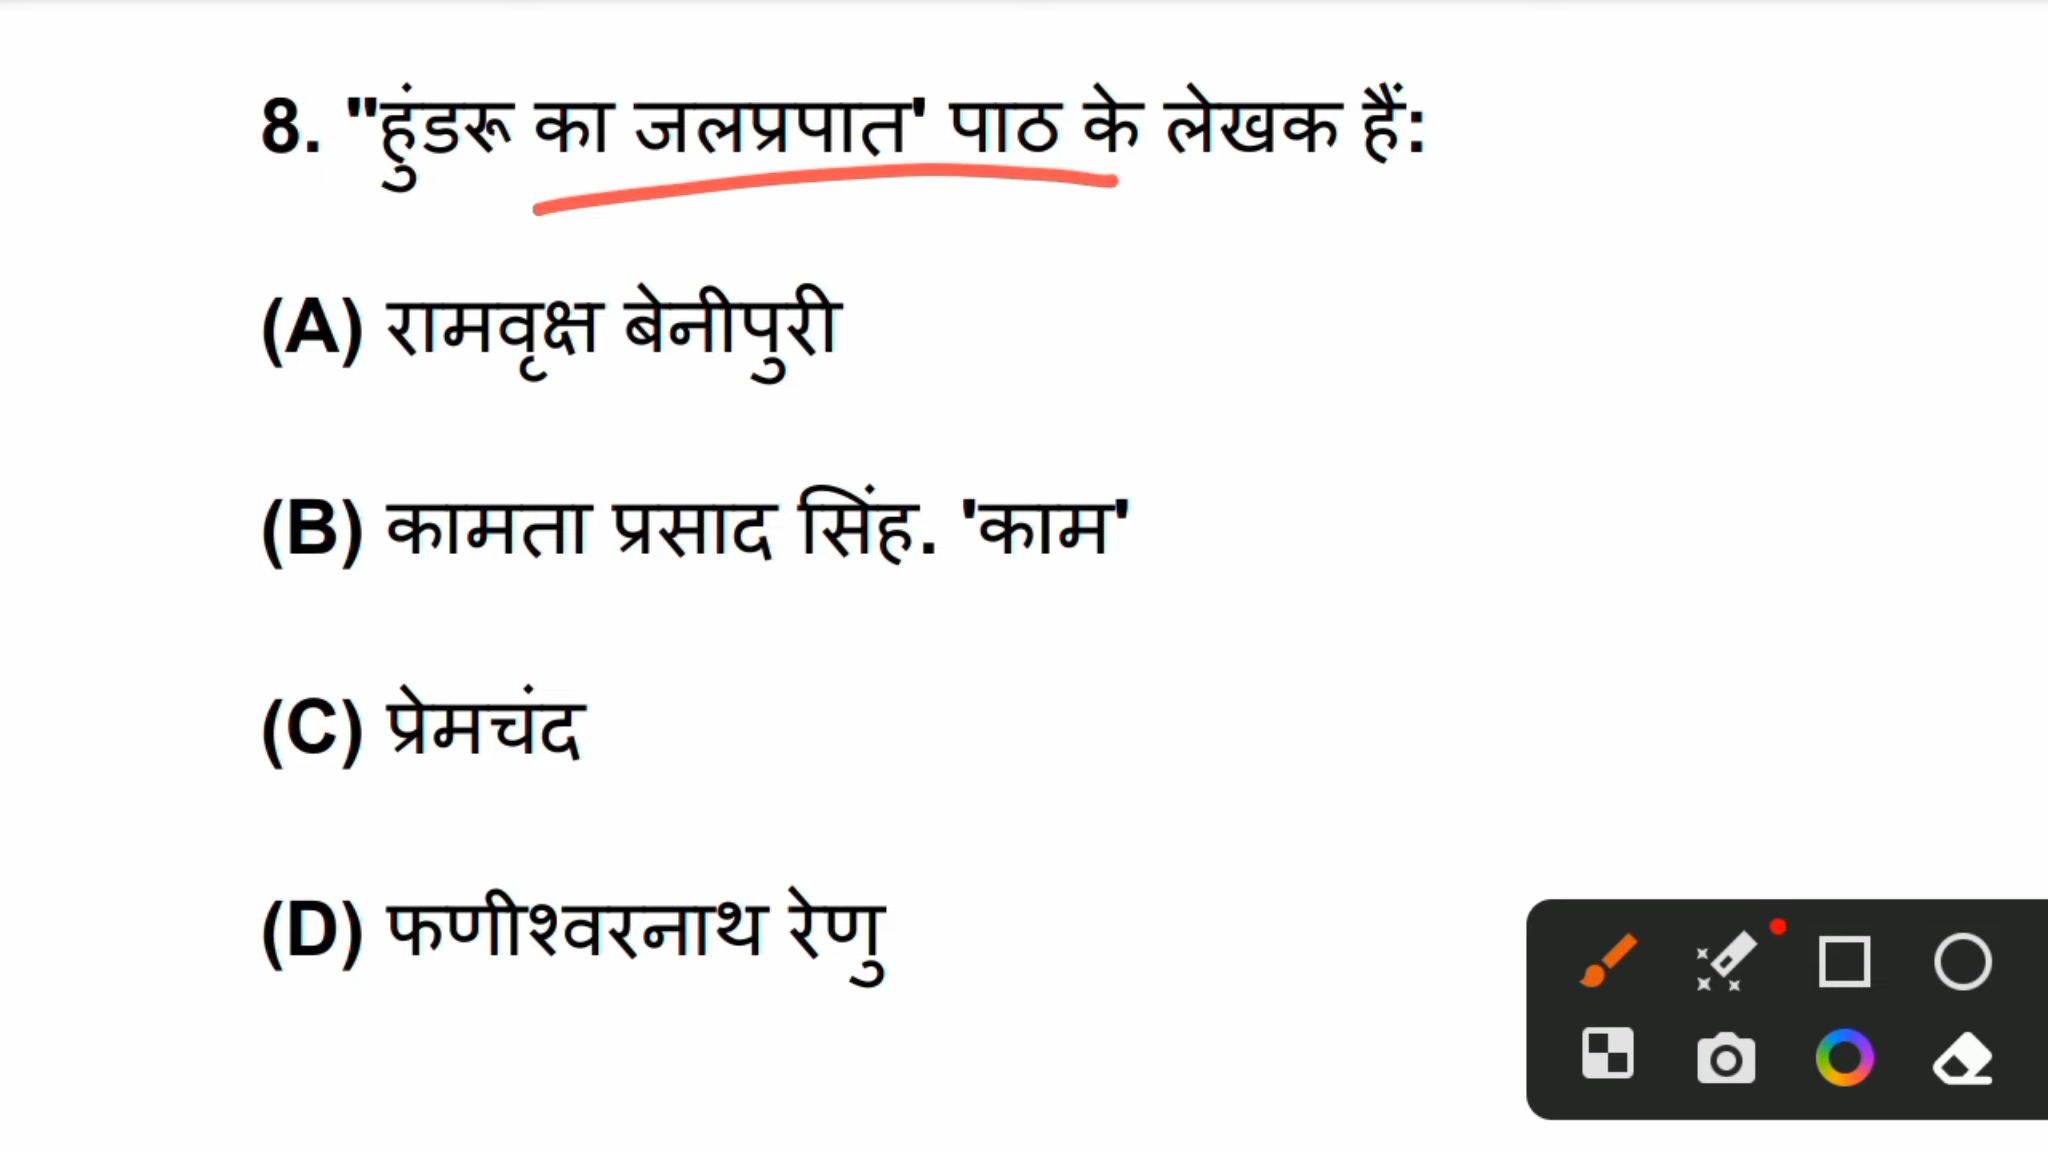 8. "हुंडरू का जलप्रपात' पाठ के लेखक हैं:
(A) रामवृक्ष बेनीपुरी
(B) कामता प्रसाद सिंह. 'काम'
(C) प्रेमचंद
(D) फणीश्वरनाथ रेणु